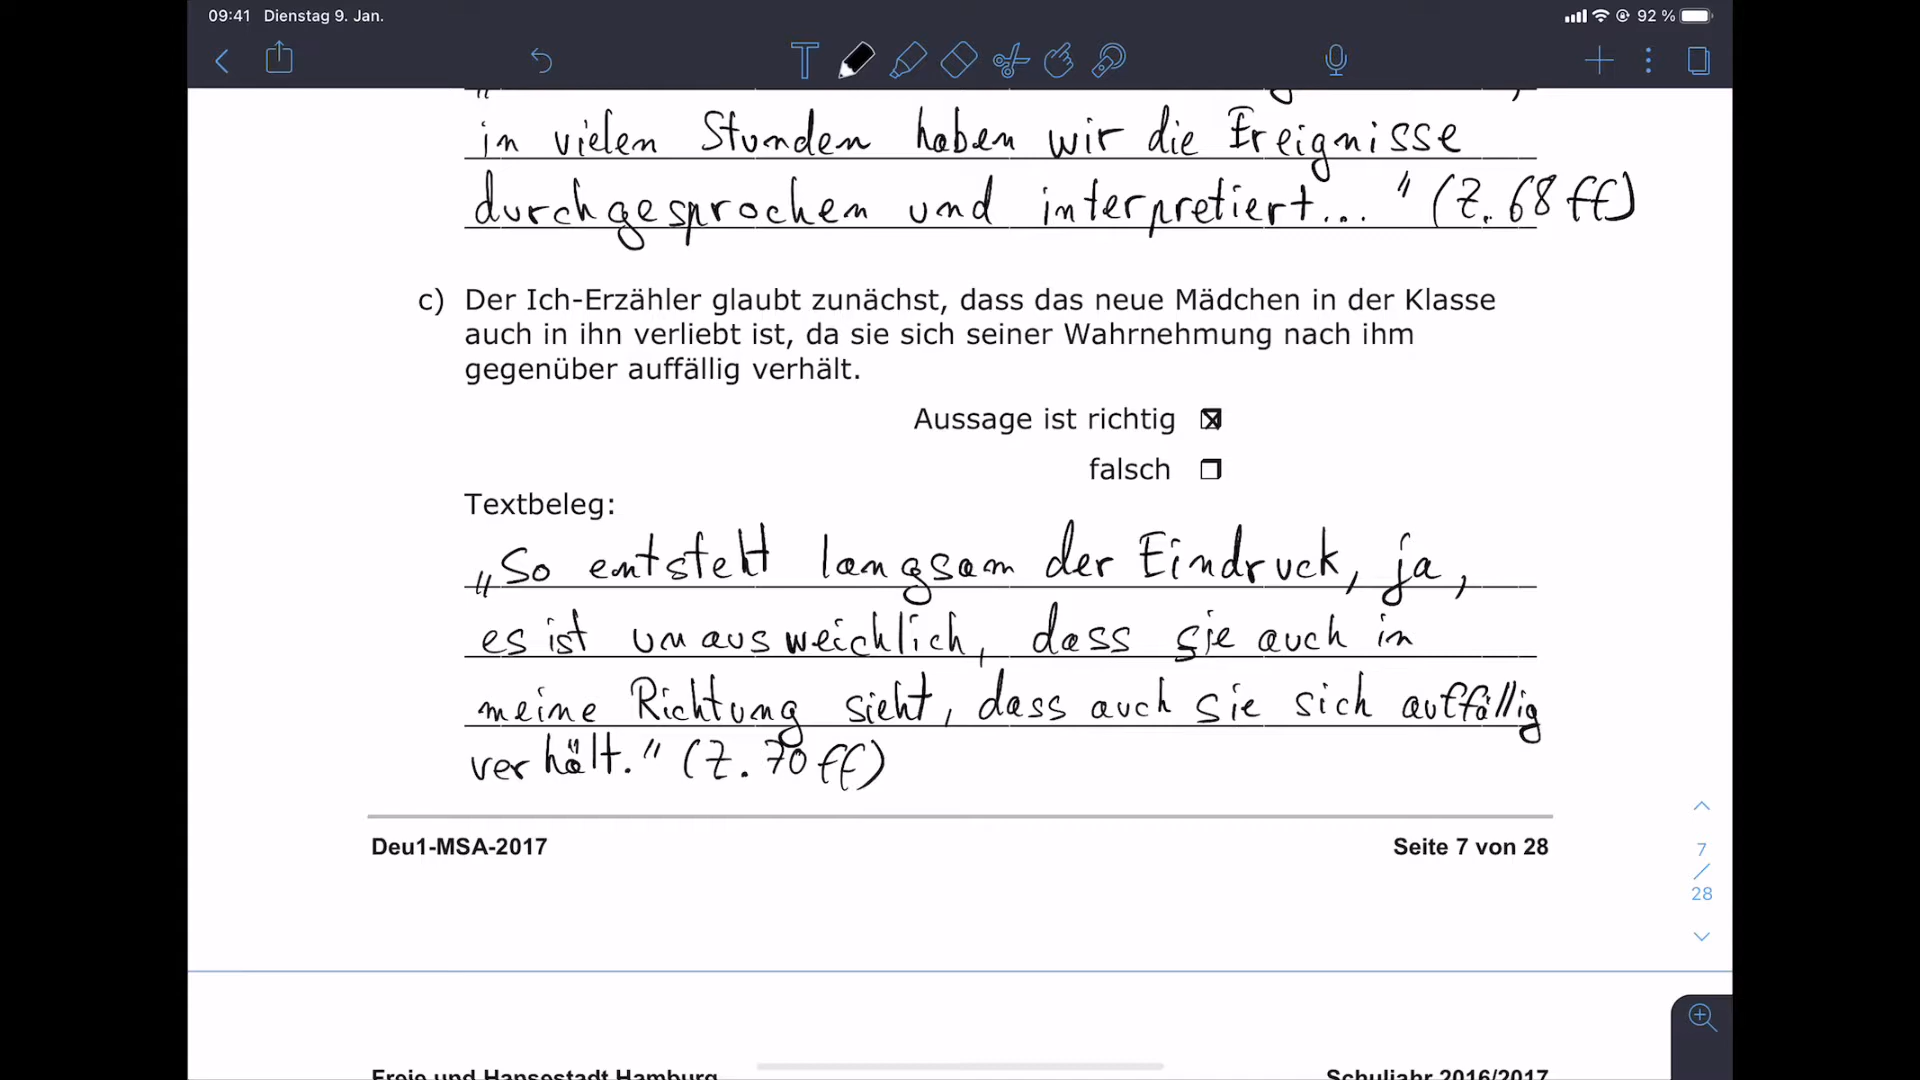 09:41 Dienstag 9. Jan.
92 %
in vielen Stunden haben wir die Ereignisse
durchgesprochen und interpretiert..." (Z. 68 ff)
c) Der Ich-Erzähler glaubt zunächst, dass das neue Mädchen in der Klasse
auch in ihn verliebt ist, da sie sich seiner Wahrnehmung nach ihm
gegenüber auffällig verhält.
Aussage ist richtig ☒
falsch ☐
Textbeleg:
„So entsteht langsam der Eindruck, ja,
es ist unausweichlich, dass sie auch in
meine Richtung sieht, dass auch sie sich auffällig
verhält." (Z. 70 ff)
Deu1-MSA-2017 Seite 7 von 28
7
/
28
Freie und Hansestadt Hamburg Schuljahr 2016/2017